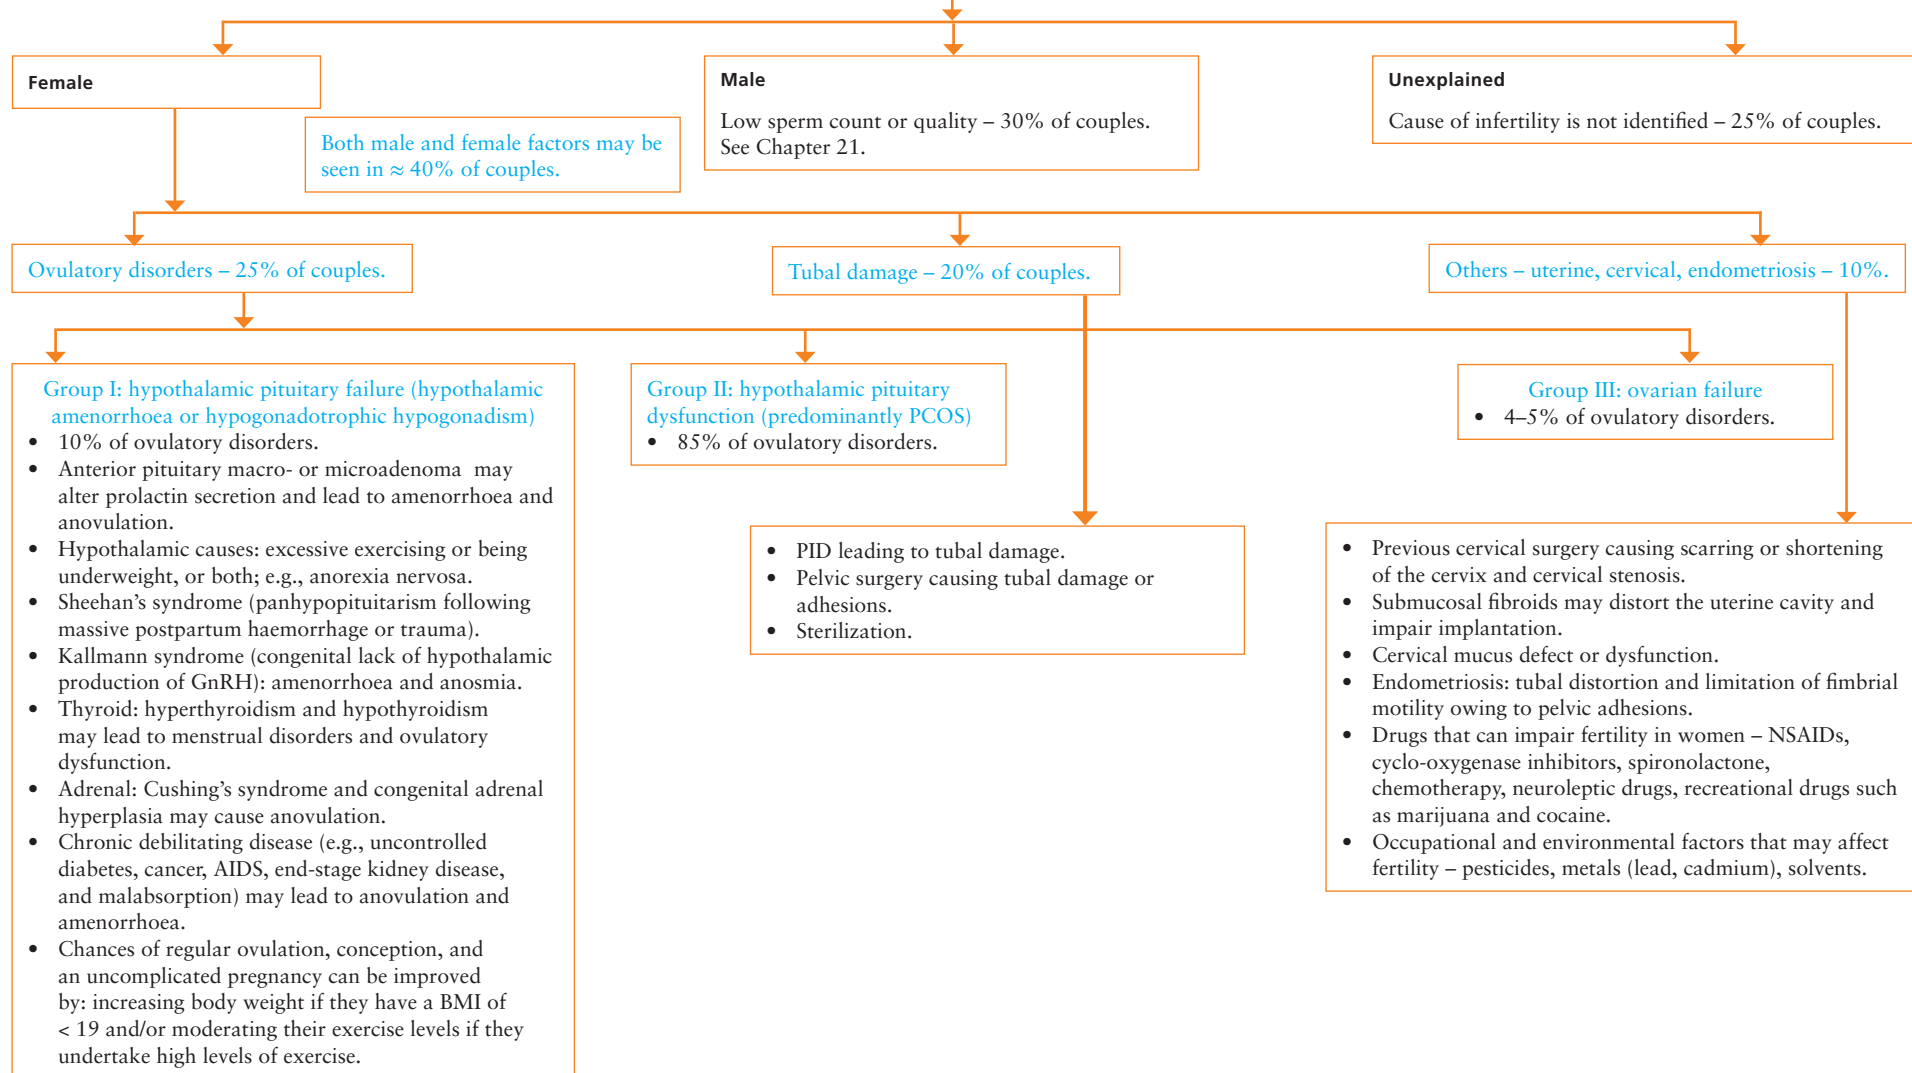 Female
Both male and female factors may be
seen in ≈ 40% of couples.
Male
Low sperm count or quality – 30% of couples.
See Chapter 21.
Unexplained
Cause of infertility is not identified – 25% of couples.
Ovulatory disorders – 25% of couples.
Tubal damage – 20% of couples.
Others – uterine, cervical, endometriosis – 10%.
Group I: hypothalamic pituitary failure (hypothalamic
amenorrhoea or hypogonadotrophic hypogonadism)
• 10% of ovulatory disorders.
• Anterior pituitary macro- or microadenoma may
alter prolactin secretion and lead to amenorrhoea and
anovulation.
• Hypothalamic causes: excessive exercising or being
underweight, or both; e.g., anorexia nervosa.
• Sheehan's syndrome (panhypopituitarism following
massive postpartum haemorrhage or trauma).
• Kallmann syndrome (congenital lack of hypothalamic
production of GnRH): amenorrhoea and anosmia.
• Thyroid: hyperthyroidism and hypothyroidism
may lead to menstrual disorders and ovulatory
dysfunction.
• Adrenal: Cushing's syndrome and congenital adrenal
hyperplasia may cause anovulation.
• Chronic debilitating disease (e.g., uncontrolled
diabetes, cancer, AIDS, end-stage kidney disease,
and malabsorption) may lead to anovulation and
amenorrhoea.
• Chances of regular ovulation, conception, and
an uncomplicated pregnancy can be improved
by: increasing body weight if they have a BMI of
< 19 and/or moderating their exercise levels if they
undertake high levels of exercise.
Group II: hypothalamic pituitary
dysfunction (predominantly PCOS)
• 85% of ovulatory disorders.
Group III: ovarian failure
• 4–5% of ovulatory disorders.
• PID leading to tubal damage.
• Pelvic surgery causing tubal damage or
adhesions.
• Sterilization.
• Previous cervical surgery causing scarring or shortening
of the cervix and cervical stenosis.
• Submucosal fibroids may distort the uterine cavity and
impair implantation.
• Cervical mucus defect or dysfunction.
• Endometriosis: tubal distortion and limitation of fimbrial
motility owing to pelvic adhesions.
• Drugs that can impair fertility in women – NSAIDs,
cyclo-oxygenase inhibitors, spironolactone,
chemotherapy, neuroleptic drugs, recreational drugs such
as marijuana and cocaine.
• Occupational and environmental factors that may affect
fertility – pesticides, metals (lead, cadmium), solvents.